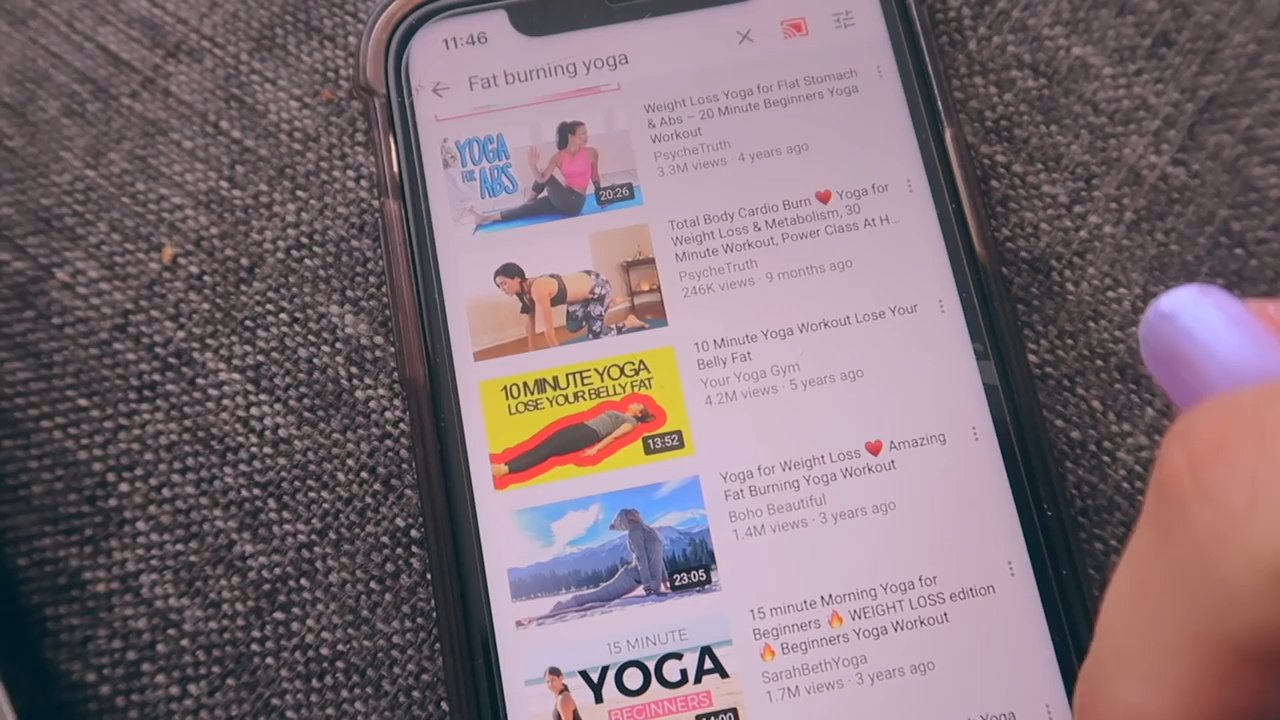 11:46
Fat burning yoga
YOGA
FOR
ABS
20:26
Weight Loss Yoga for Flat Stomach
& Abs – 20 Minute Beginners Yoga
Workout
PsycheTruth
3.3M views · 4 years ago
Total Body Cardio Burn ❤️ Yoga for
Weight Loss & Metabolism, 30
Minute Workout, Power Class At H...
PsycheTruth
246K views · 9 months ago
10 MINUTE YOGA
LOSE YOUR BELLY FAT
13:52
10 Minute Yoga Workout Lose Your
Belly Fat
Your Yoga Gym
4.2M views · 5 years ago
23:05
Yoga for Weight Loss ❤️ Amazing
Fat Burning Yoga Workout
Boho Beautiful
1.4M views · 3 years ago
15 MINUTE
YOGA
BEGINNERS
15 minute Morning Yoga for
Beginners 🔥 WEIGHT LOSS edition
🔥 Beginners Yoga Workout
SarahBethYoga
1.7M views · 3 years ago
Yoga